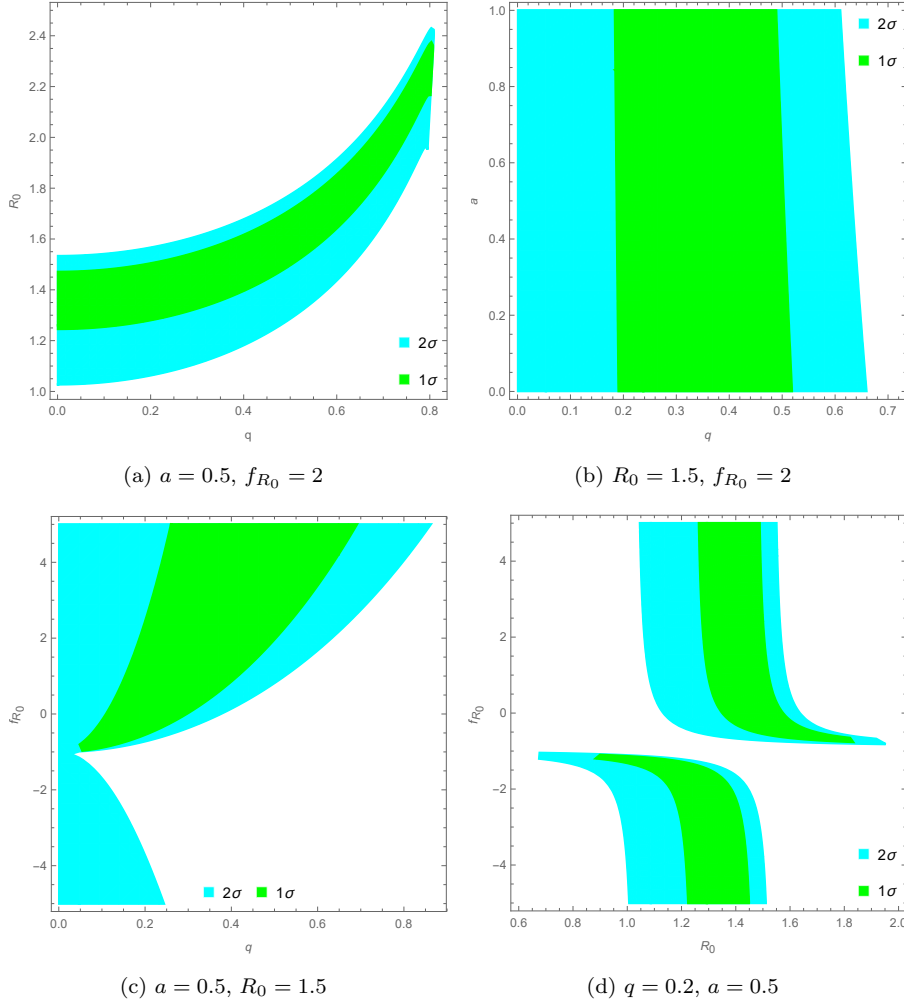 2.4
2.2
2.0
1.8
1.6
1.4
1.2
1.0
R0
0.0 0.2 0.4 0.6 0.8
q
2σ
1σ
(a) a = 0.5, fR0 = 2
1.0
0.8
0.6
0.4
0.2
0.0
a
0.0 0.1 0.2 0.3 0.4 0.5 0.6 0.7
q
2σ
1σ
(b) R0 = 1.5, fR0 = 2
4
2
0
−2
−4
fR0
0.0 0.2 0.4 0.6 0.8
q
2σ 1σ
(c) a = 0.5, R0 = 1.5
4
2
0
−2
−4
fR0
0.6 0.8 1.0 1.2 1.4 1.6 1.8 2.0
R0
2σ
1σ
(d) q = 0.2, a = 0.5